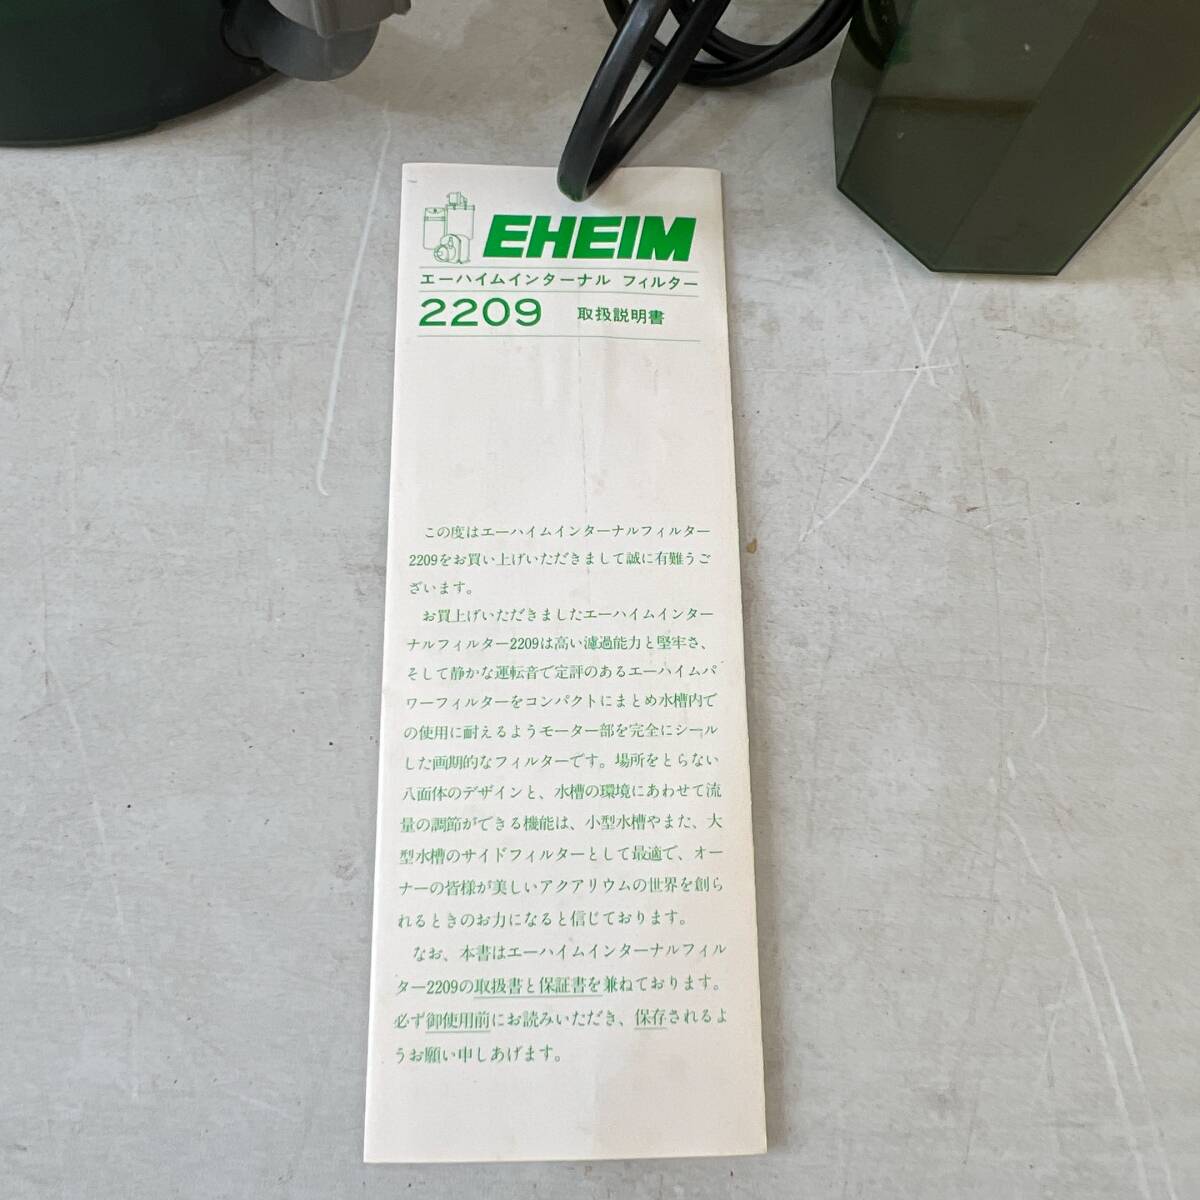 EHEIM
エーハイムインターナル フィルター
2209 取扱説明書
この度はエーハイムインターナルフィルター
2209をお買い上げいただきまして誠に有難うご
ざいます。
お買上げいただきましたエーハイムインター
ナルフィルター2209は高い濾過能力と堅牢さ、
そして静かな運転音で定評のあるエーハイムパ
ワーフィルターをコンパクトにまとめ水槽内で
の使用に耐えるようモーター部を完全にシール
した画期的なフィルターです。場所をとらない
八面体のデザインと、水槽の環境にあわせて流
量の調節ができる機能は、小型水槽やまた、大
型水槽のサイドフィルターとして最適で、オー
ナーの皆様が美しいアクアリウムの世界を創ら
れるときのお力になると信じております。
なお、本書はエーハイムインターナルフィル
ター2209の取扱書と保証書を兼ねております。
必ず御使用前にお読みいただき、保存されるよ
うお願い申しあげます。